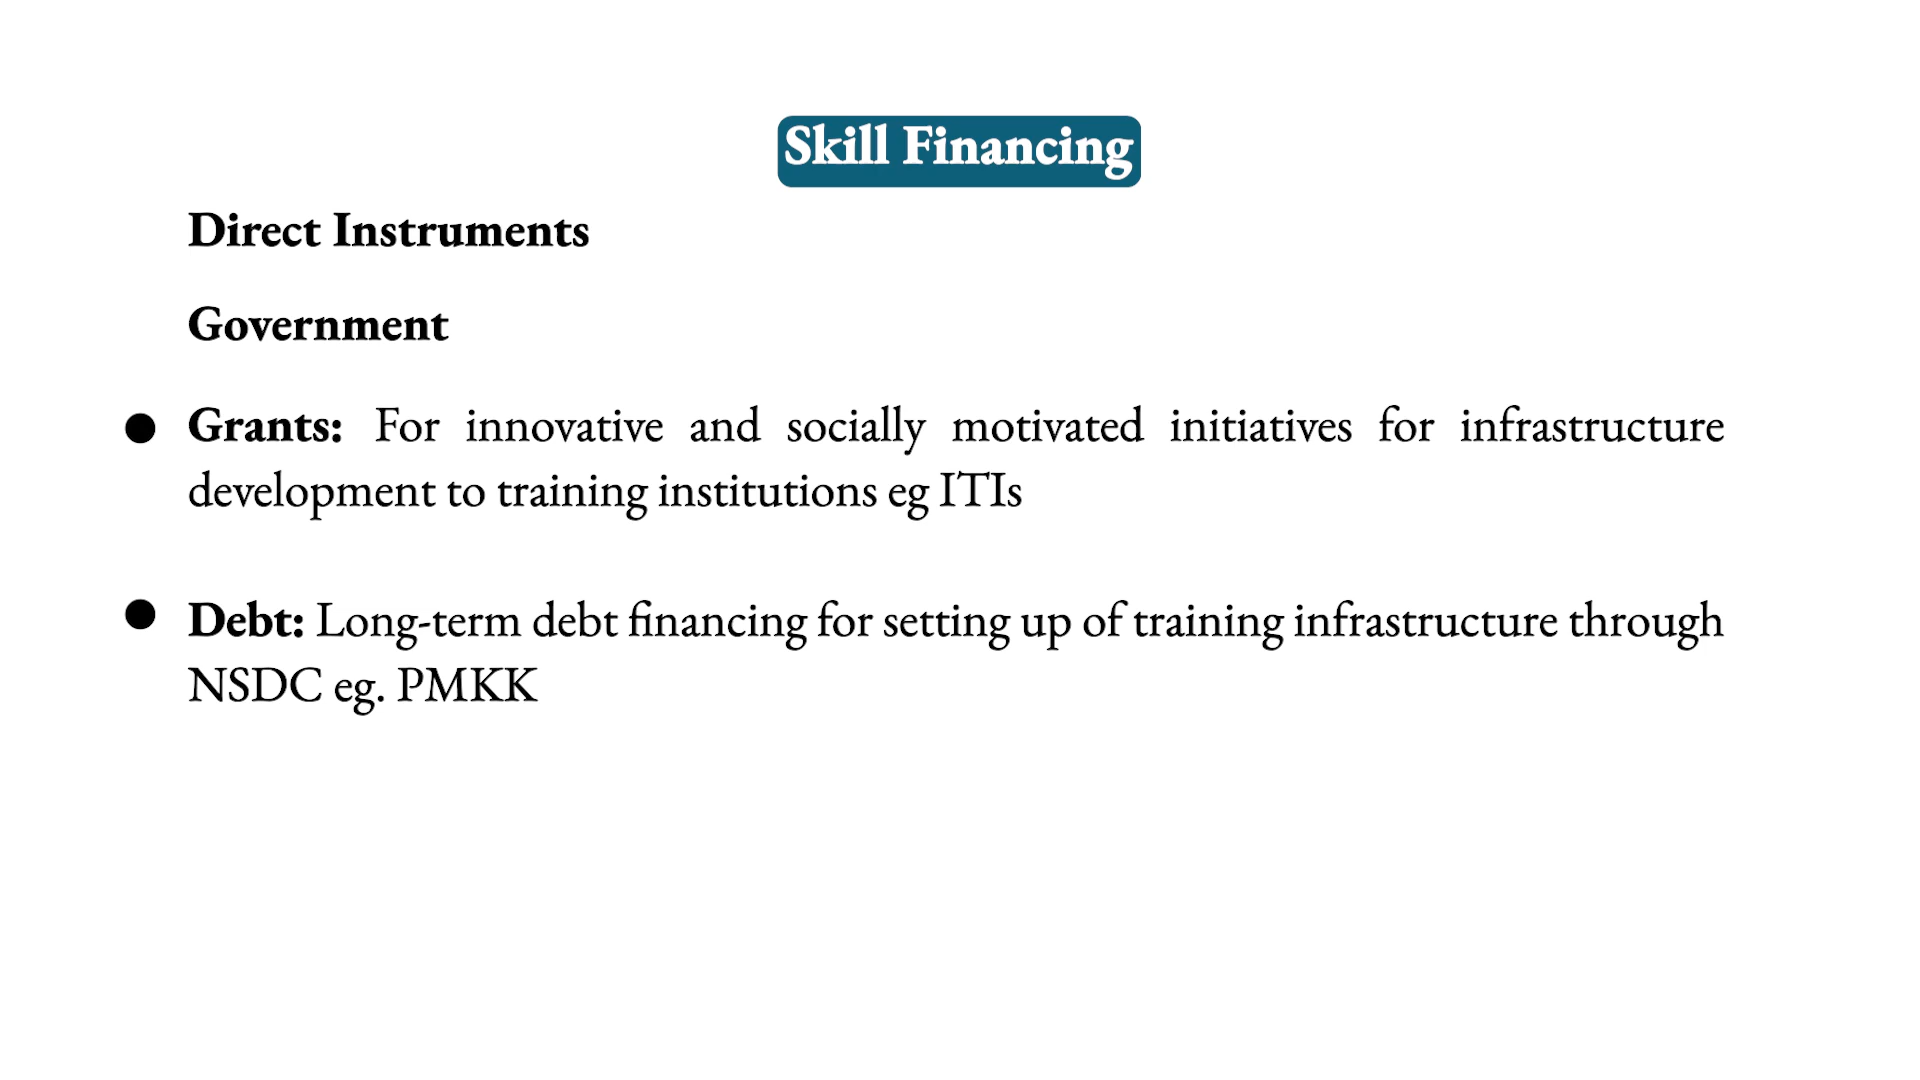 Skill Financing
Direct Instruments
Government
● Grants: For innovative and socially motivated initiatives for infrastructure
development to training institutions eg ITIs
● Debt: Long-term debt financing for setting up of training infrastructure through
NSDC eg. PMKK